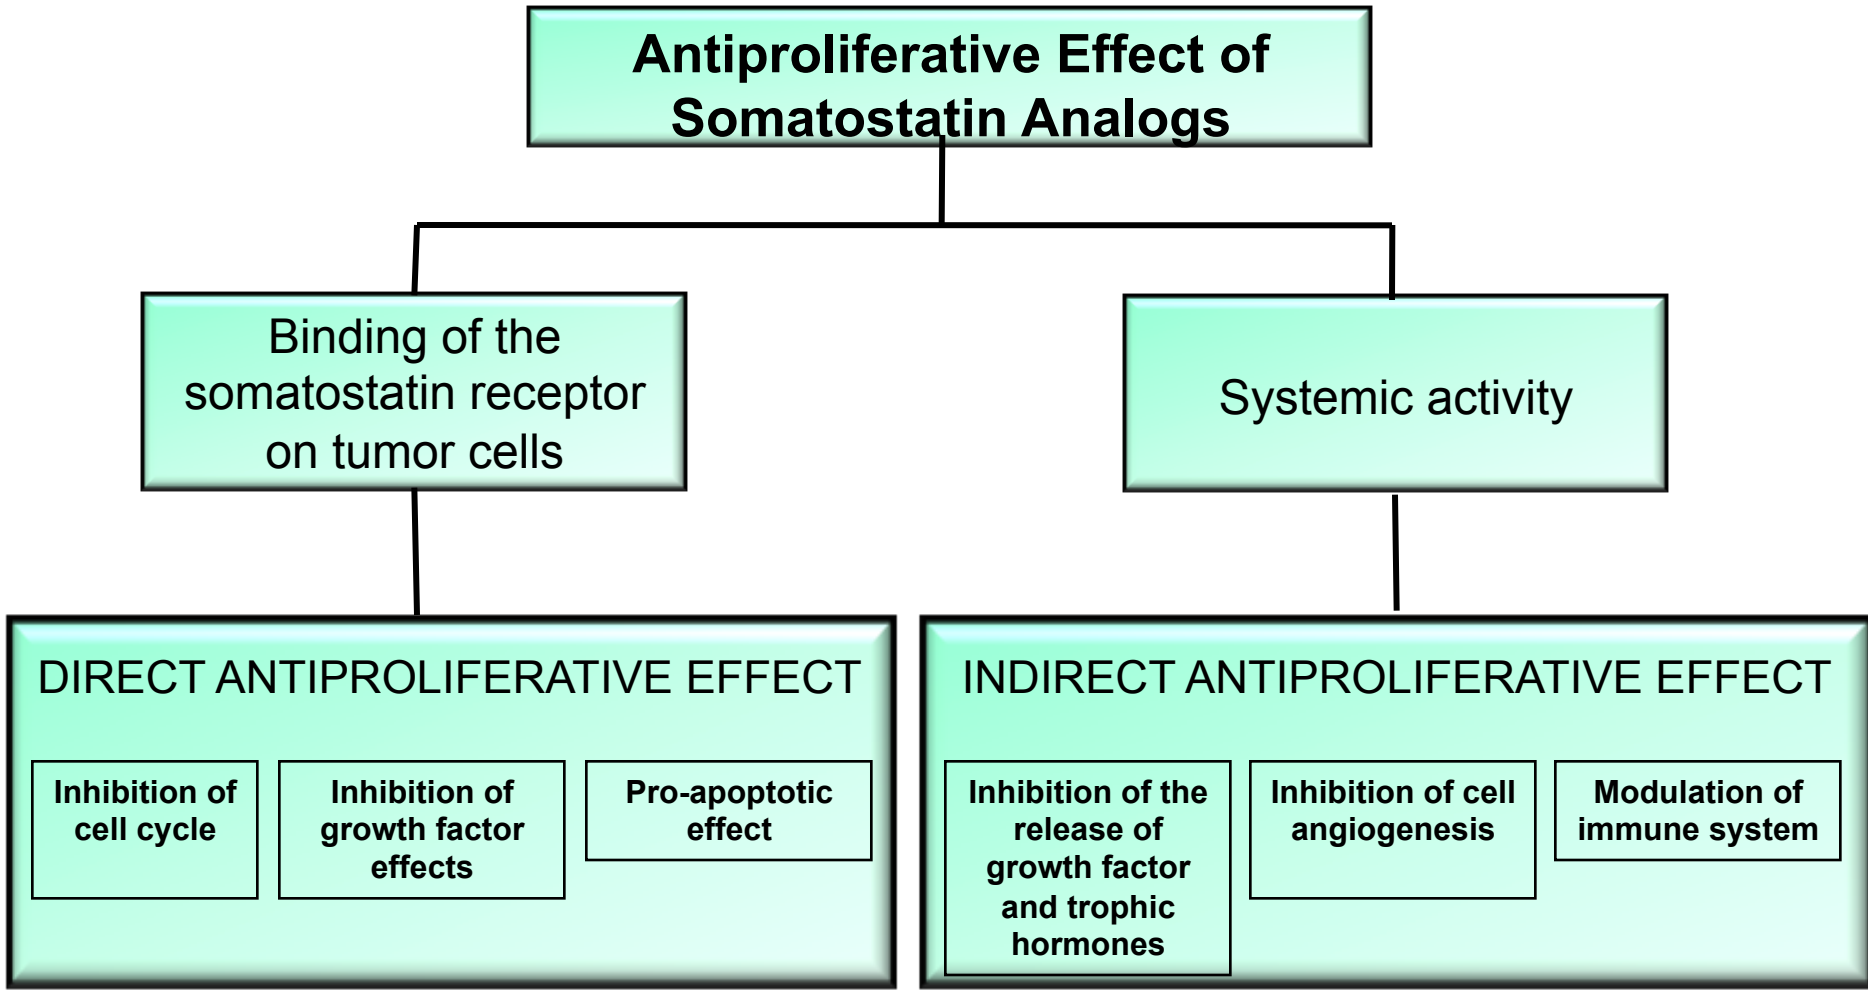 Antiproliferative Effect of
Somatostatin Analogs
Binding of the
somatostatin receptor
on tumor cells
Systemic activity
DIRECT ANTIPROLIFERATIVE EFFECT
Inhibition of
cell cycle
Inhibition of
growth factor
effects
Pro-apoptotic
effect
INDIRECT ANTIPROLIFERATIVE EFFECT
Inhibition of the
release of
growth factor
and trophic
hormones
Inhibition of cell
angiogenesis
Modulation of
immune system